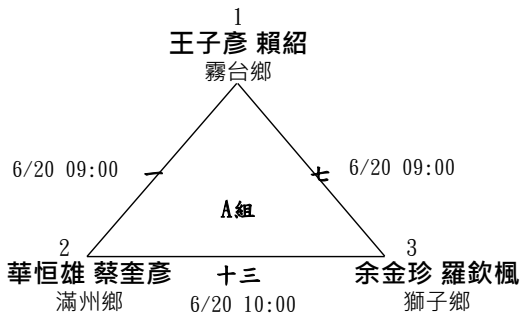 1
王子彥 賴紹
霧台鄉
6/20 09:00
一
七
6/20 09:00
A組
2
3
華恒雄 蔡奎彥
十三
余金珍 羅欽楓
滿州鄉
6/20 10:00
獅子鄉